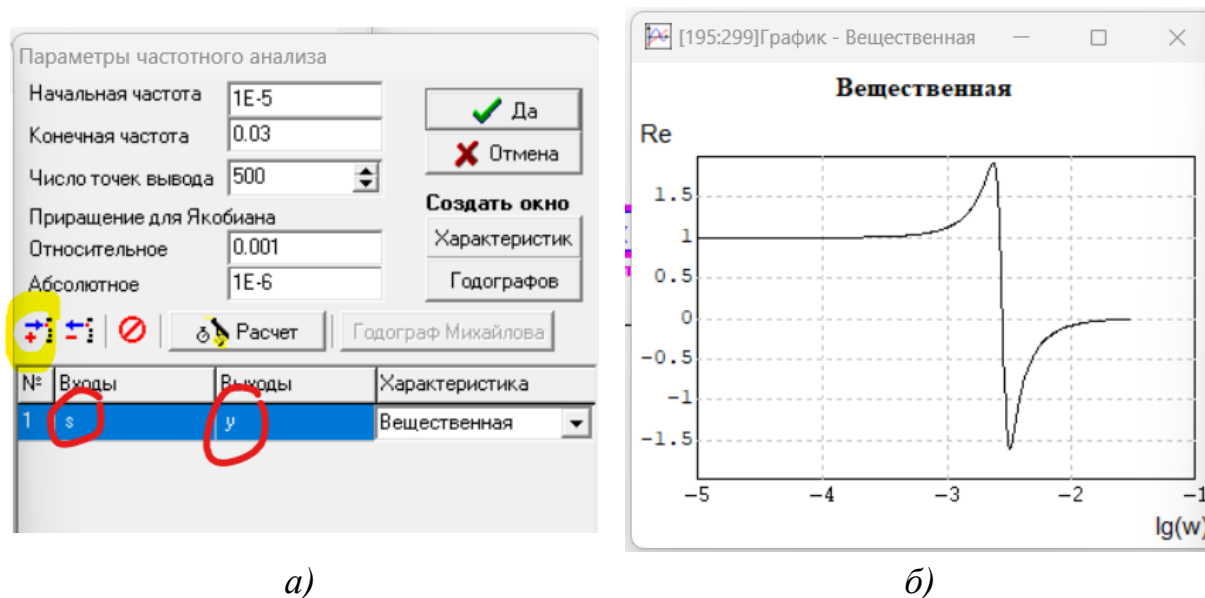 Параметры частотного анализа
Начальная частота 1E-5
Конечная частота 0.03
Число точек вывода 500
Приращение для Якобиана
Относительное 0.001
Абсолютное 1E-6
Да
Отмена
Создать окно
Характеристик
Годографов
Расчет
Годограф Михайлова
№ Входы Выходы Характеристика
1 s y Вещественная
а)
[195:299]График - Вещественная
Вещественная
Re
1.5
1
0.5
0
-0.5
-1
-1.5
-5 -4 -3 -2 -1
lg(w)
б)